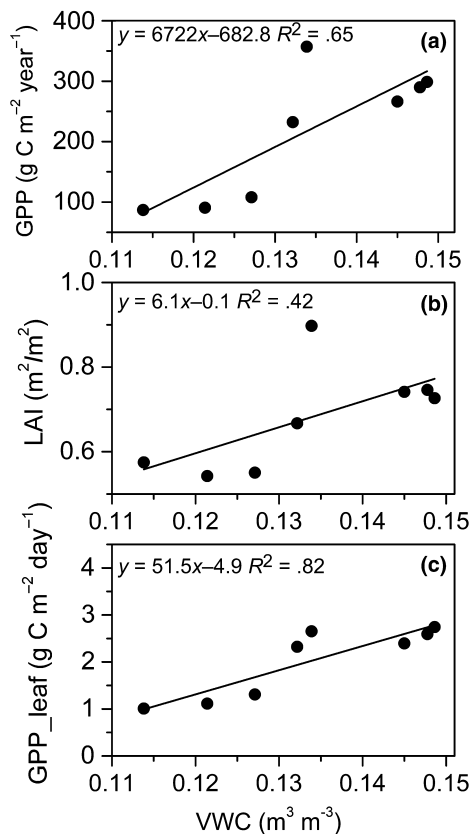 y = 6722x–682.8 R² = .65 (a)
400
300
200
100
GPP (g C m⁻² year⁻¹)
0.11 0.12 0.13 0.14 0.15
y = 6.1x–0.1 R² = .42 (b)
1.0
0.8
0.6
LAI (m²/m²)
0.11 0.12 0.13 0.14 0.15
y = 51.5x–4.9 R² = .82 (c)
4
3
2
1
0
GPP_leaf (g C m⁻² day⁻¹)
0.11 0.12 0.13 0.14 0.15
VWC (m³ m⁻³)